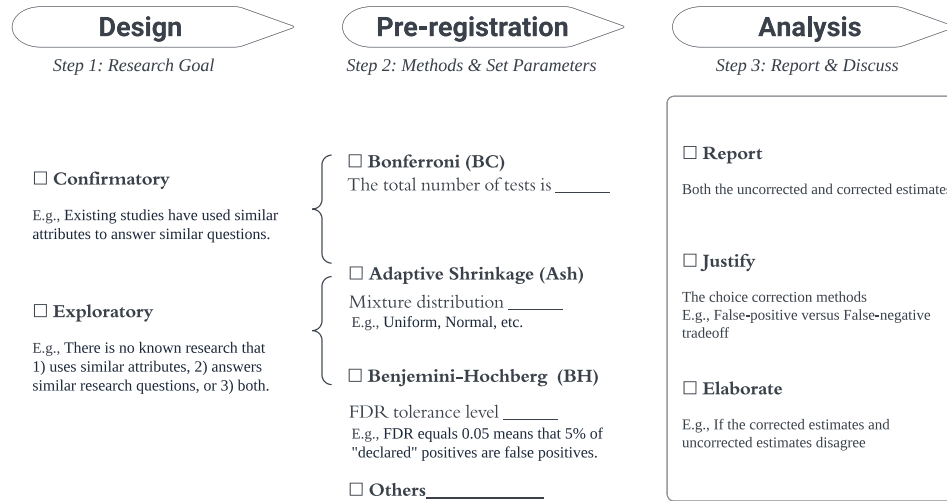 Design
Step 1: Research Goal
☐ Confirmatory
E.g., Existing studies have used similar
attributes to answer similar questions.
☐ Exploratory
E.g., There is no known research that
1) uses similar attributes, 2) answers
similar research questions, or 3) both.
Pre-registration
Step 2: Methods & Set Parameters
☐ Bonferroni (BC)
The total number of tests is ______
☐ Adaptive Shrinkage (Ash)
Mixture distribution ______
E.g., Uniform, Normal, etc.
☐ Benjemini-Hochberg (BH)
FDR tolerance level ______
E.g., FDR equals 0.05 means that 5% of
"declared" positives are false positives.
☐ Others____________
Analysis
Step 3: Report & Discuss
☐ Report
Both the uncorrected and corrected estimates
☐ Justify
The choice correction methods
E.g., False-positive versus False-negative
tradeoff
☐ Elaborate
E.g., If the corrected estimates and
uncorrected estimates disagree